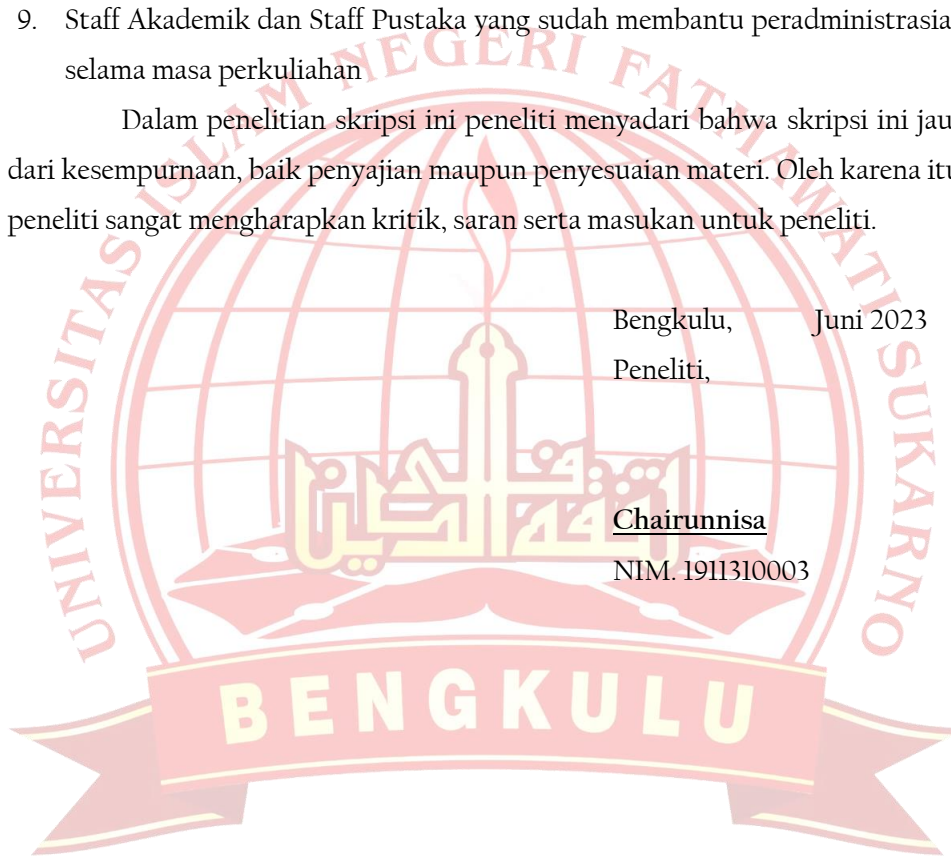 9. Staff Akademik dan Staff Pustaka yang sudah membantu peradministrasia
selama masa perkuliahan
Dalam penelitian skripsi ini peneliti menyadari bahwa skripsi ini jau
dari kesempurnaan, baik penyajian maupun penyesuaian materi. Oleh karena itu
peneliti sangat mengharapkan kritik, saran serta masukan untuk peneliti.
Bengkulu, Juni 2023
Peneliti,
Chairunnisa
NIM. 1911310003
UNIVERSITAS ISLAM NEGERI FATMAWATI SUKARNO
BENGKULU